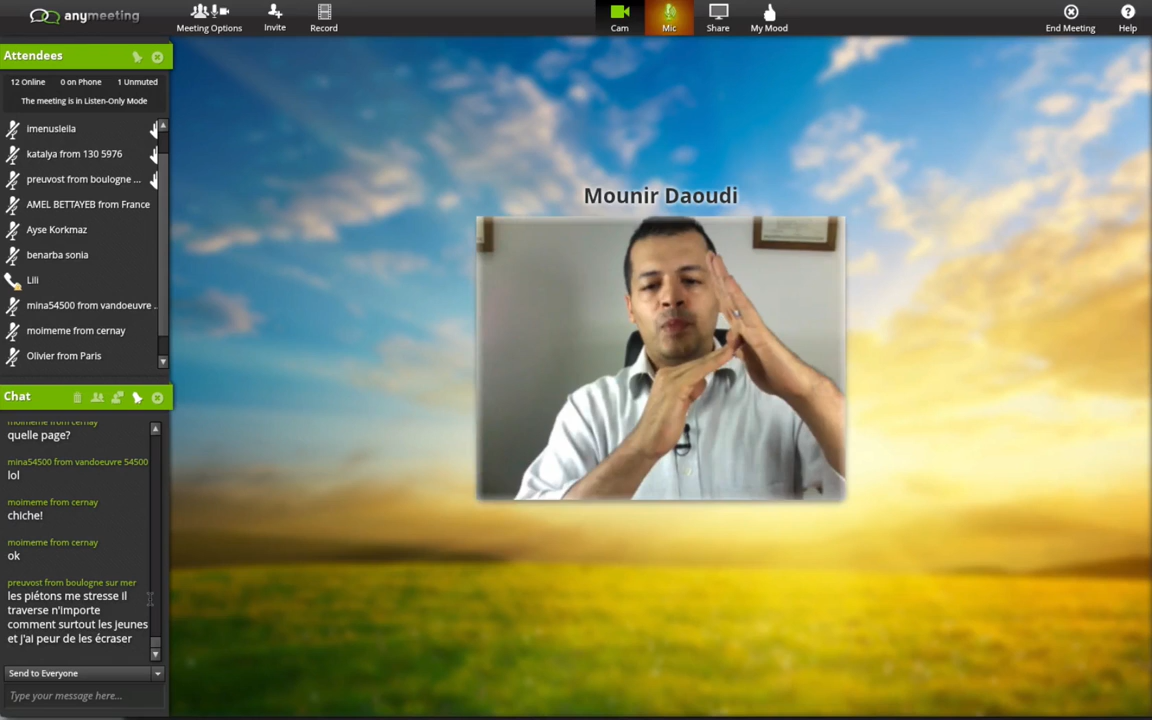 anymeeting
Meeting Options
Invite
Record
Cam
Mic
Share
My Mood
End Meeting
Help
Attendees
12 Online 0 on Phone 1 Unmuted
The meeting is in Listen-Only Mode
imenusleila
katalya from 130 5976
preuvost from boulogne ...
AMEL BETTAYEB from France
Ayse Korkmaz
benarba sonia
Lili
mina54500 from vandoeuvre ..
moimeme from cernay
Olivier from Paris
Mounir Daoudi
Chat
moimeme from cernay
quelle page?
mina54500 from vandoeuvre 54500
lol
moimeme from cernay
chiche!
moimeme from cernay
ok
preuvost from boulogne sur mer
les piétons me stresse il
traverse n'importe
comment surtout les jeunes
et j'ai peur de les écraser
Send to Everyone
Type your message here...